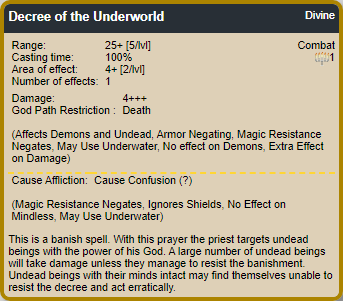 Decree of the Underworld Divine
Range: 25+ [5/lvl] Combat
Casting time: 100% 1
Area of effect: 4+ [2/lvl]
Number of effects: 1
Damage: 4+++
God Path Restriction : Death
(Affects Demons and Undead, Armor Negating, Magic Resistance
Negates, May Use Underwater, No effect on Demons, Extra Effect
on Damage)
Cause Affliction: Cause Confusion (?)
(Magic Resistance Negates, Ignores Shields, No Effect on
Mindless, May Use Underwater)
This is a banish spell. With this prayer the priest targets undead
beings with the power of his God. A large number of undead beings
will take damage unless they manage to resist the banishment.
Undead beings with their minds intact may find themselves unable to
resist the decree and act erratically.